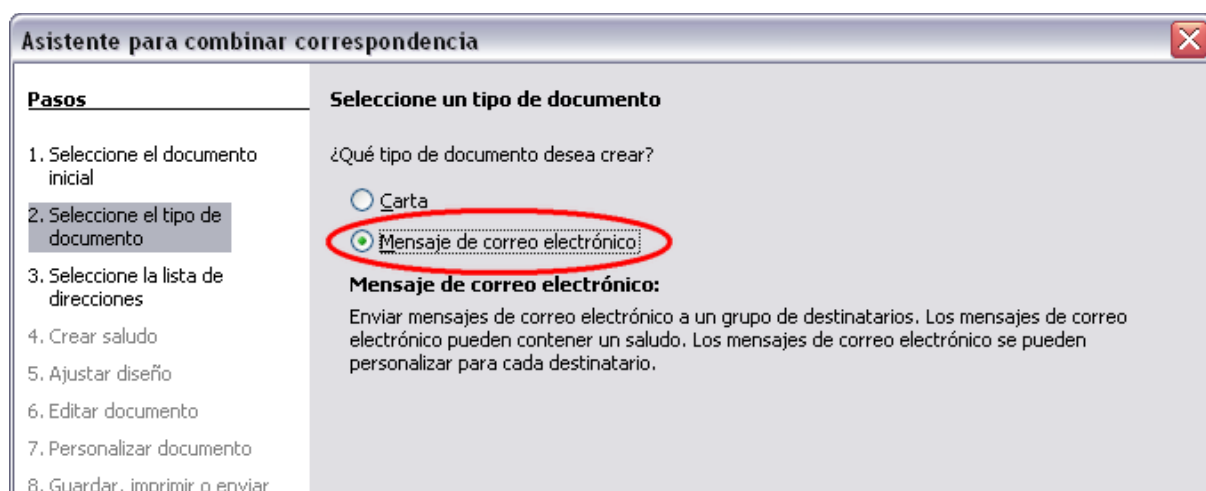 Asistente para combinar correspondencia
Pasos
1. Seleccione el documento
inicial
2. Seleccione el tipo de
documento
3. Seleccione la lista de
direcciones
4. Crear saludo
5. Ajustar diseño
6. Editar documento
7. Personalizar documento
8. Guardar, imprimir o enviar
Seleccione un tipo de documento
¿Qué tipo de documento desea crear?
Carta
Mensaje de correo electrónico
Mensaje de correo electrónico:
Enviar mensajes de correo electrónico a un grupo de destinatarios. Los mensajes de correo
electrónico pueden contener un saludo. Los mensajes de correo electrónico se pueden
personalizar para cada destinatario.